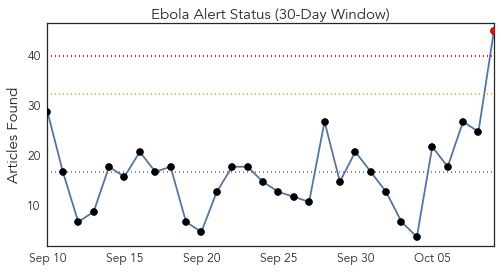 Ebola Alert Status (30-Day Window)
Articles Found
40
30
20
10
Sep 10
Sep 15
Sep 20
Sep 25
Sep 30
Oct 05